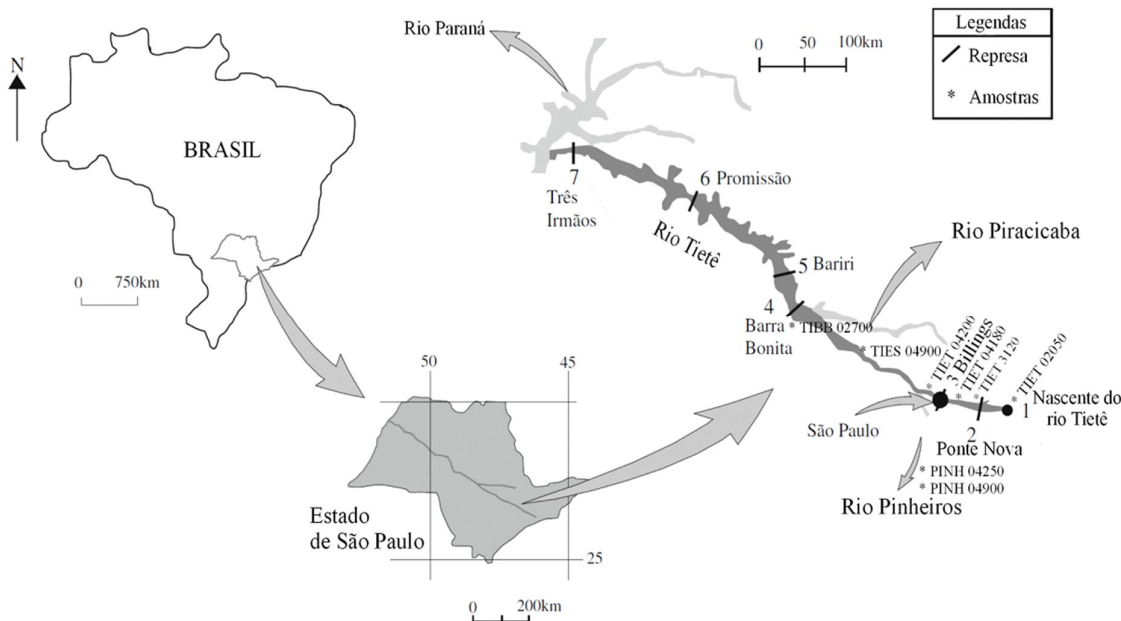 Legendas
Represa
* Amostras
N
BRASIL
0 750km
Rio Paraná
0 50 100km
7
Três
Irmãos
6 Promissão
Rio Tietê
5 Bariri
4
Barra
Bonita
* TIBB 02700
Rio Piracicaba
* TIES 04900
* TIET 04200
3 Billings
* TIET 04180
* TIET 3120
* TIET 02050
1
Nascente do
rio Tietê
São Paulo
2
Ponte Nova
* PINH 04250
* PINH 04900
Rio Pinheiros
50
45
Estado
de São Paulo
25
0 200km